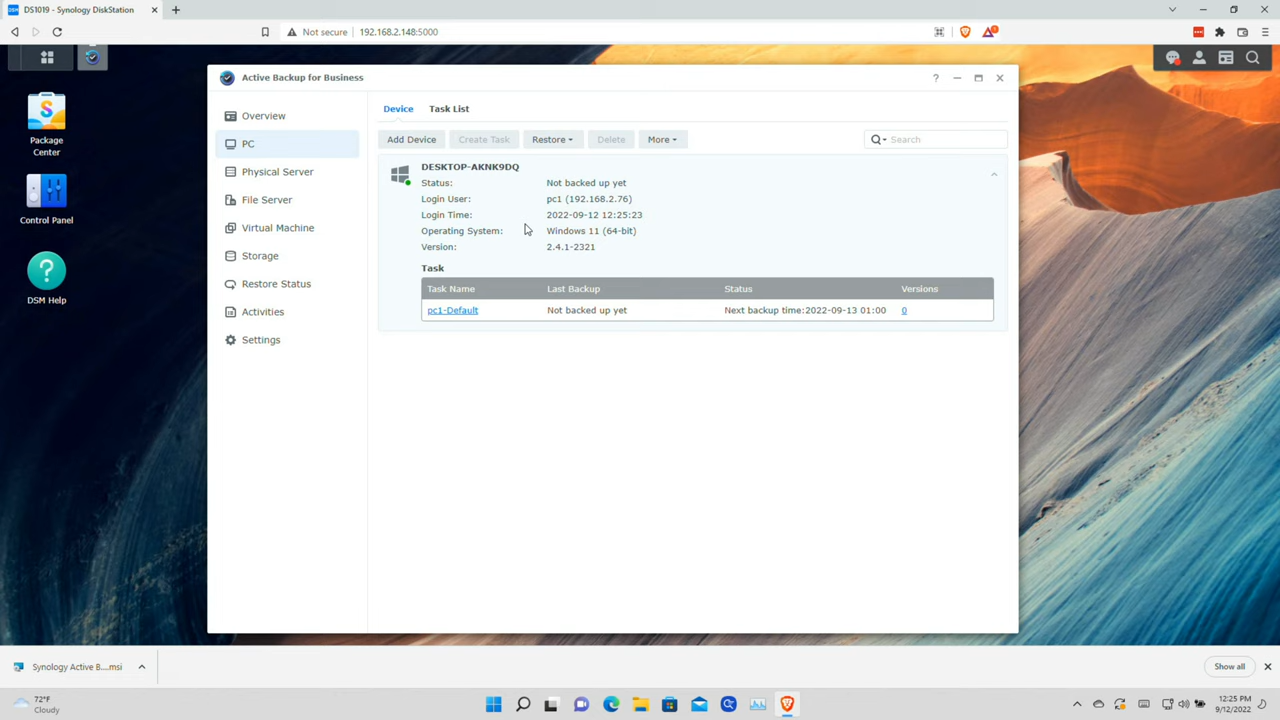 DS1019 - Synology DiskStation
Not secure
192.168.2.148:5000
Active Backup for Business
Package
Center
Control Panel
DSM Help
Overview
PC
Physical Server
File Server
Virtual Machine
Storage
Restore Status
Activities
Settings
Device
Task List
Add Device
Create Task
Restore
Delete
More
Search
DESKTOP-AKNK9DQ
Status: Not backed up yet
Login User: pc1 (192.168.2.76)
Login Time: 2022-09-12 12:25:23
Operating System: Windows 11 (64-bit)
Version: 2.4.1-2321
Task
Task Name Last Backup Status Versions
pc1-Default Not backed up yet Next backup time:2022-09-13 01:00 0
Synology Active B....msi
Show all
72°F
Cloudy
12:25 PM
9/12/2022